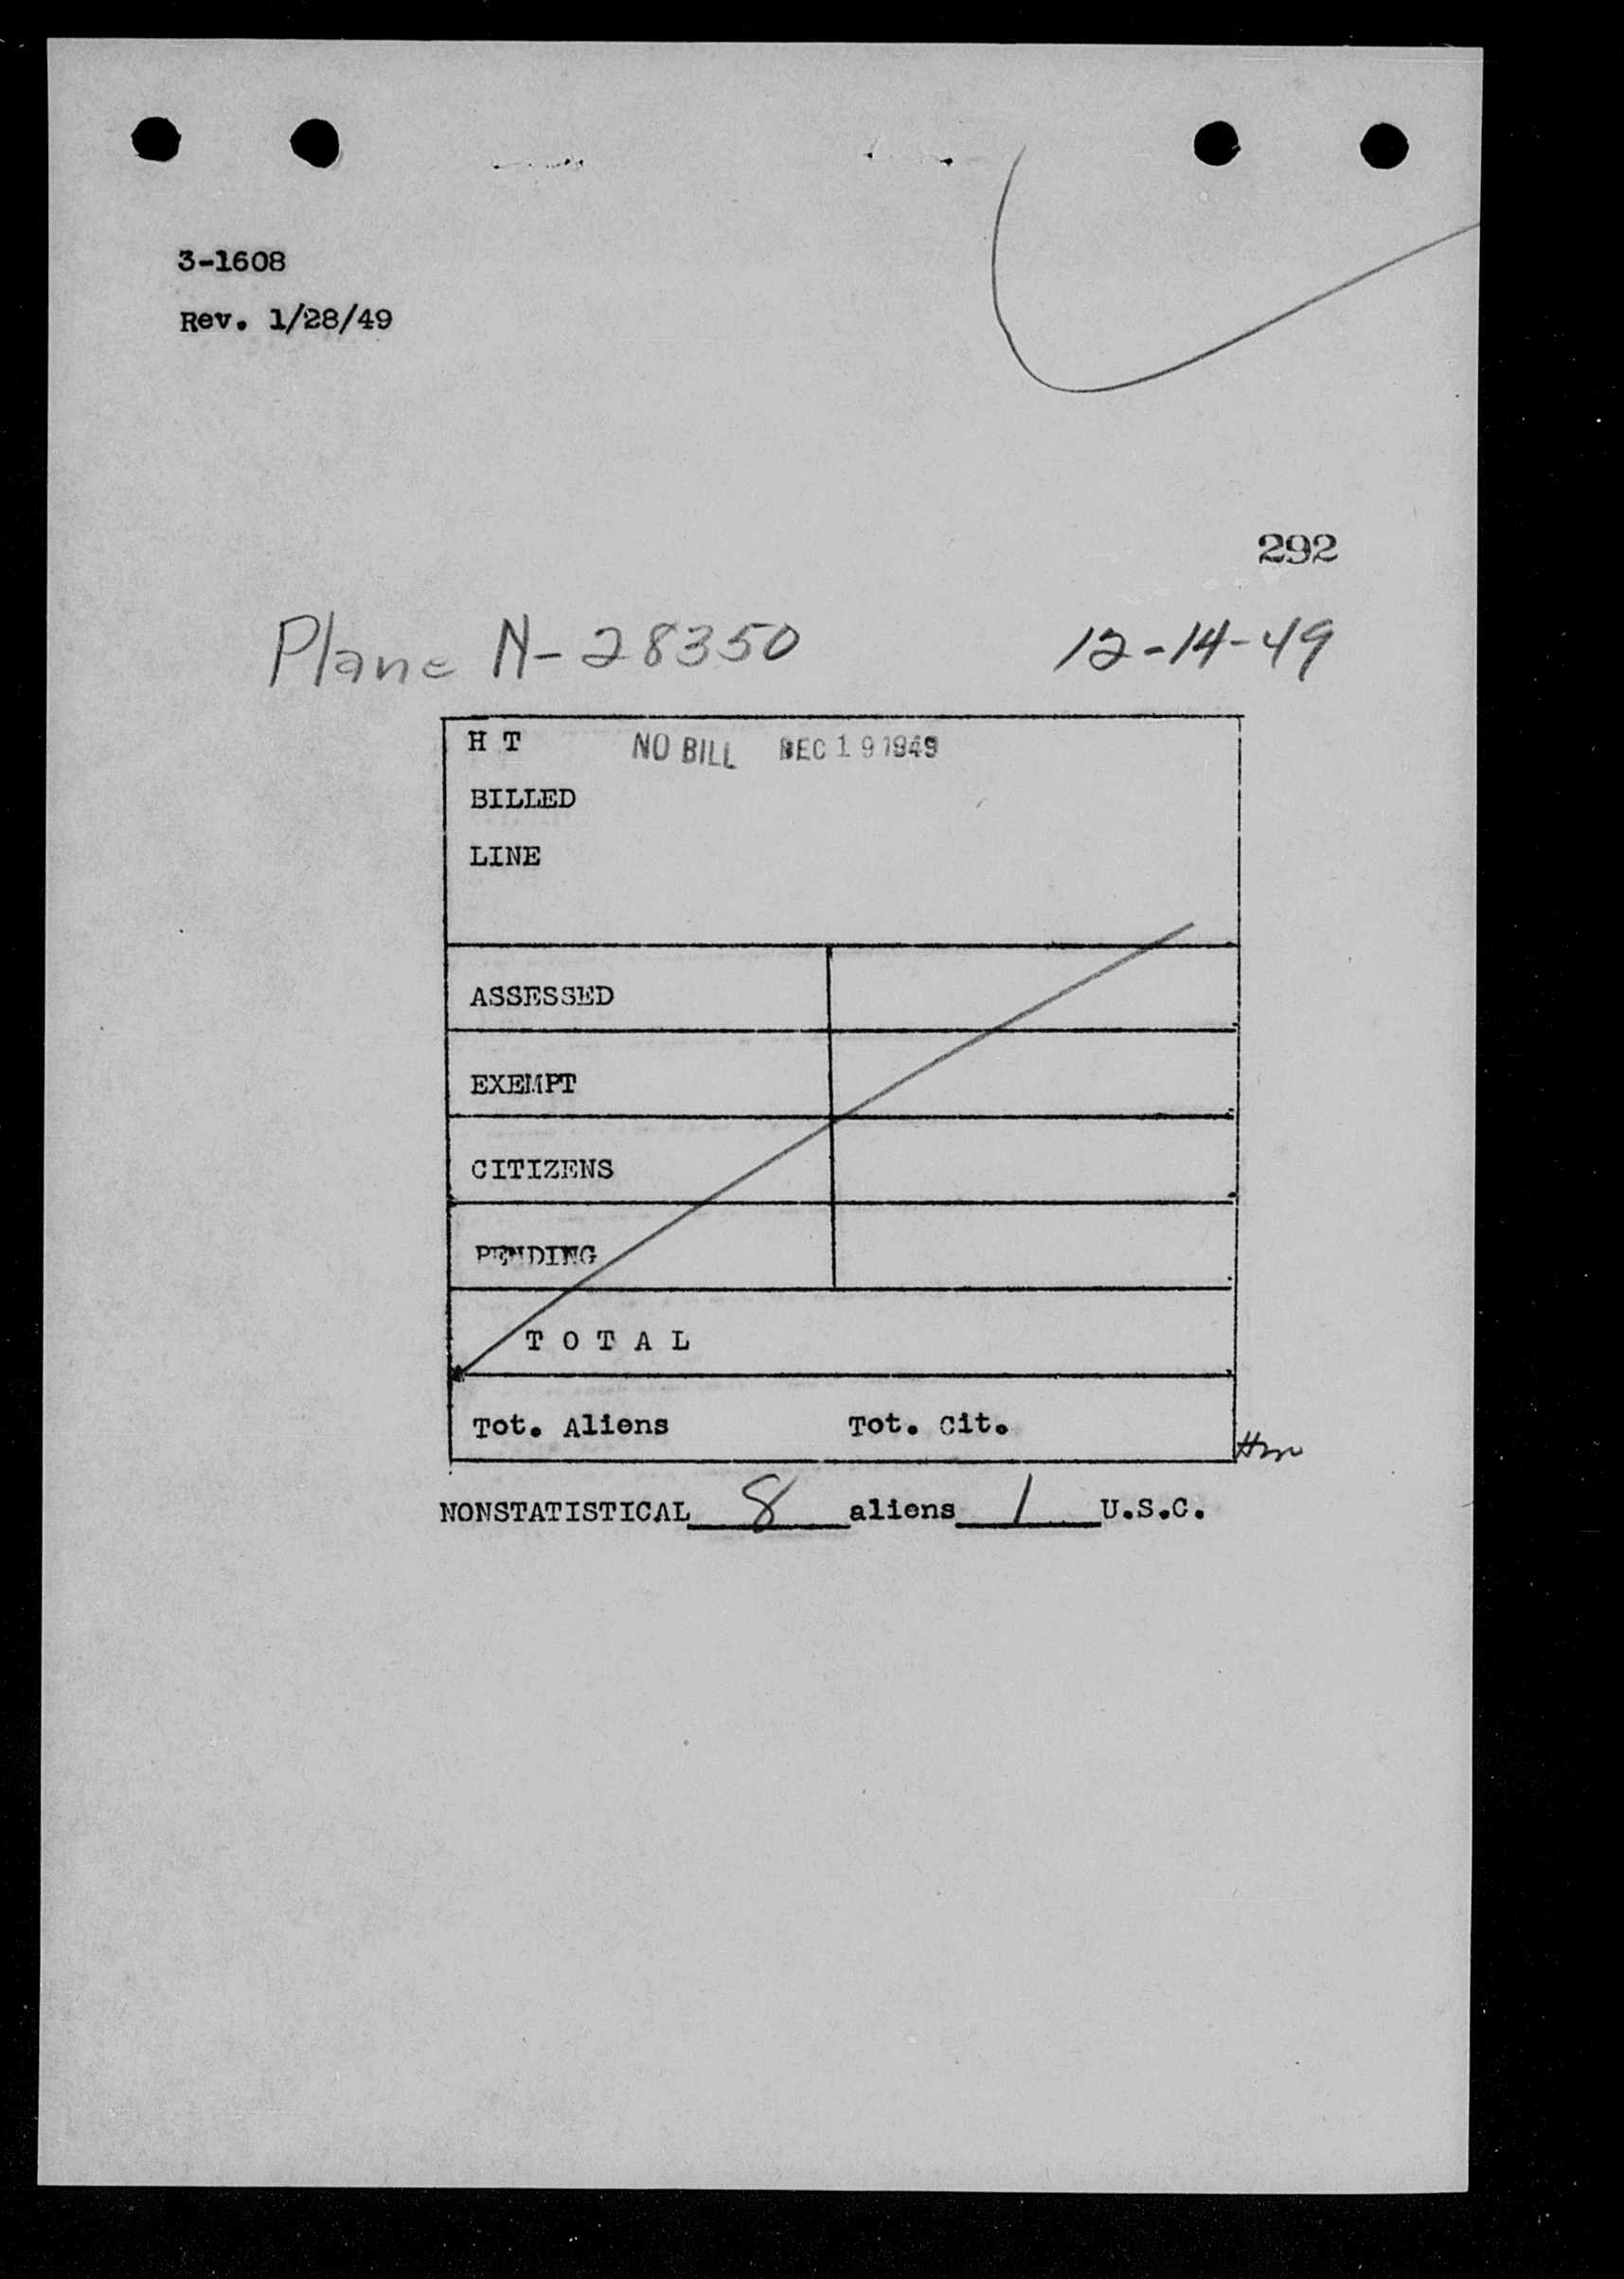 3-1608
Rev. 1/28/49
292
Plane N-28350 12-14-49
H T NO BILL DEC 19 1949
BILLED
LINE
ASSESSED
EXEMPT
CITIZENS
PENDING
T O T A L
Tot. Aliens Tot. Cit.
NONSTATISTICAL 8 aliens 1 U.S.C.